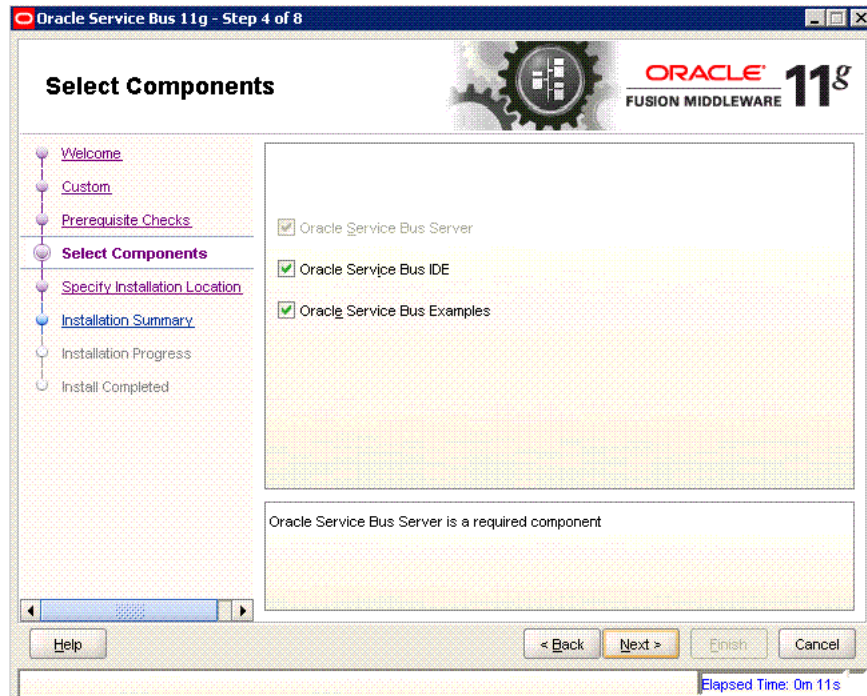 Oracle Service Bus 11g - Step 4 of 8
Select Components
ORACLE
FUSION MIDDLEWARE
11g
Welcome
Custom
Prerequisite Checks
Select Components
Specify Installation Location
Installation Summary
Installation Progress
Install Completed
Oracle Service Bus Server
Oracle Service Bus IDE
Oracle Service Bus Examples
Oracle Service Bus Server is a required component
Help
< Back
Next >
Finish
Cancel
Elapsed Time: 0m 11s